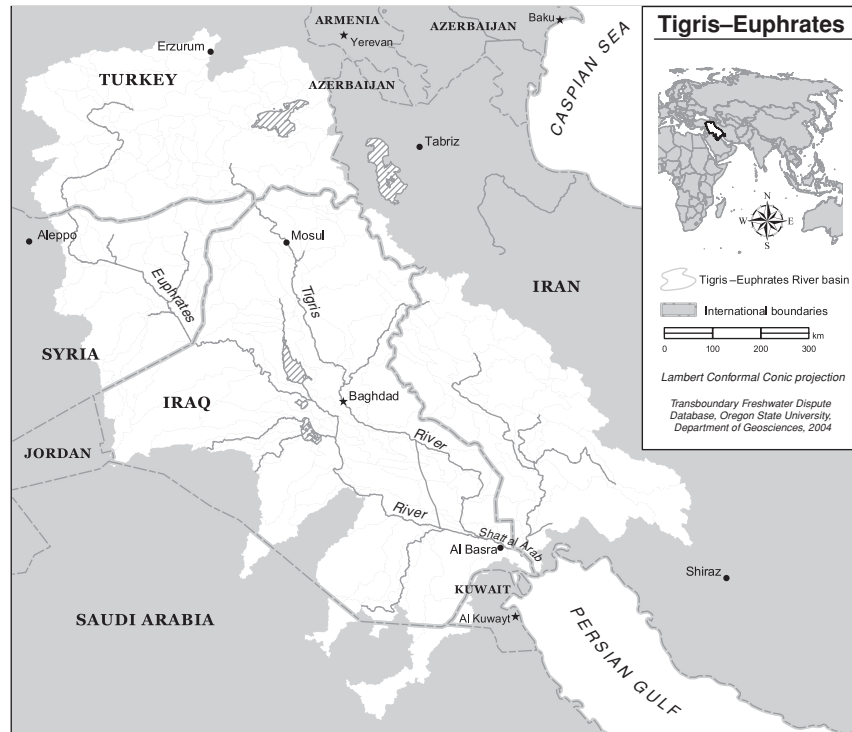 Tigris–Euphrates
ARMENIA
AZERBAIJAN
Baku
Erzurum
Yerevan
TURKEY
AZERBAIJAN
CASPIAN SEA
Tabriz
Aleppo
Mosul
Euphrates
Tigris
IRAN
SYRIA
IRAQ
Baghdad
JORDAN
River
River
Shatt al Arab
Al Basra
KUWAIT
Shiraz
SAUDI ARABIA
Al Kuwayt
PERSIAN GULF
N
W E
S
Tigris–Euphrates River basin
International boundaries
km
0 100 200 300
Lambert Conformal Conic projection
Transboundary Freshwater Dispute
Database, Oregon State University,
Department of Geosciences, 2004